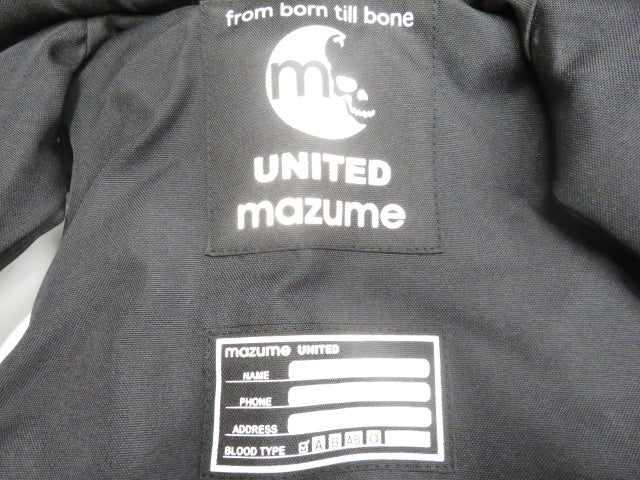 from born till bone
m
UNITED
mazume
mazume UNITED
NAME
PHONE
ADDRESS
BLOOD TYPE A B AB O